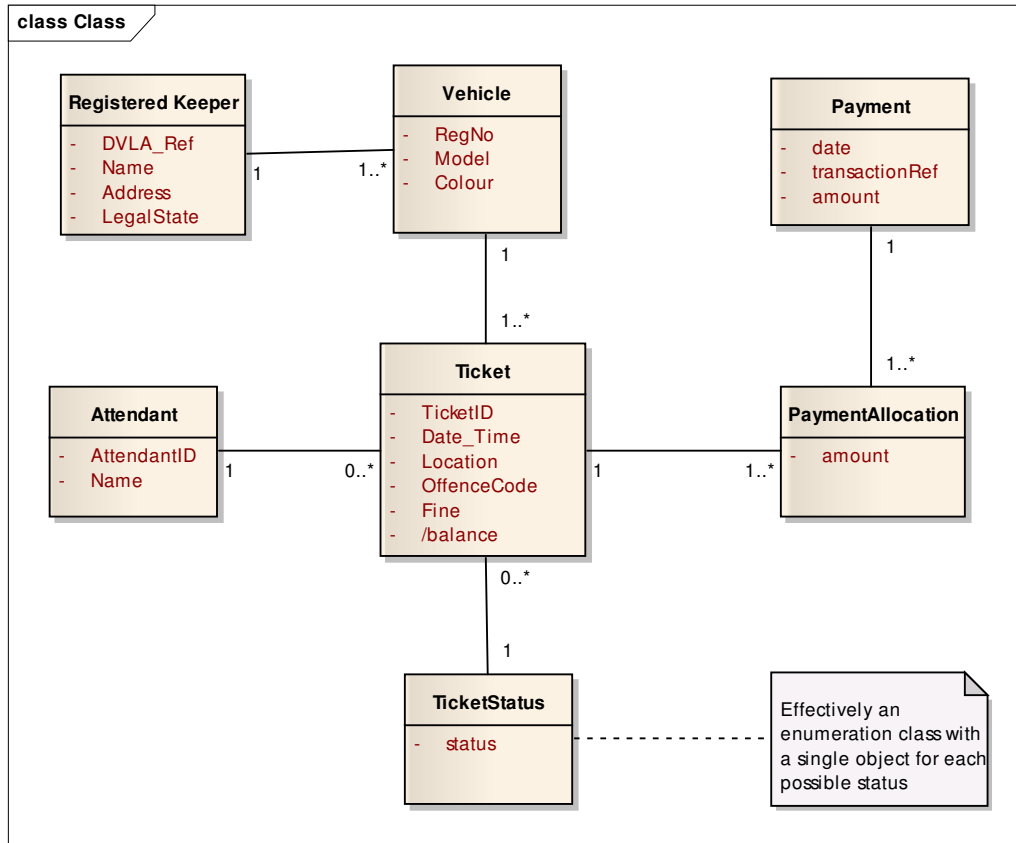 class Class
Registered Keeper
- DVLA_Ref
- Name
- Address
- LegalState
1
1..*
Vehicle
- RegNo
- Model
- Colour
1
1..*
Payment
- date
- transactionRef
- amount
1
1..*
Attendant
- AttendantID
- Name
1
0..*
Ticket
- TicketID
- Date_Time
- Location
- OffenceCode
- Fine
- /balance
1
1..*
PaymentAllocation
- amount
0..*
1
TicketStatus
- status
Effectively an
enumeration class with
a single object for each
possible status